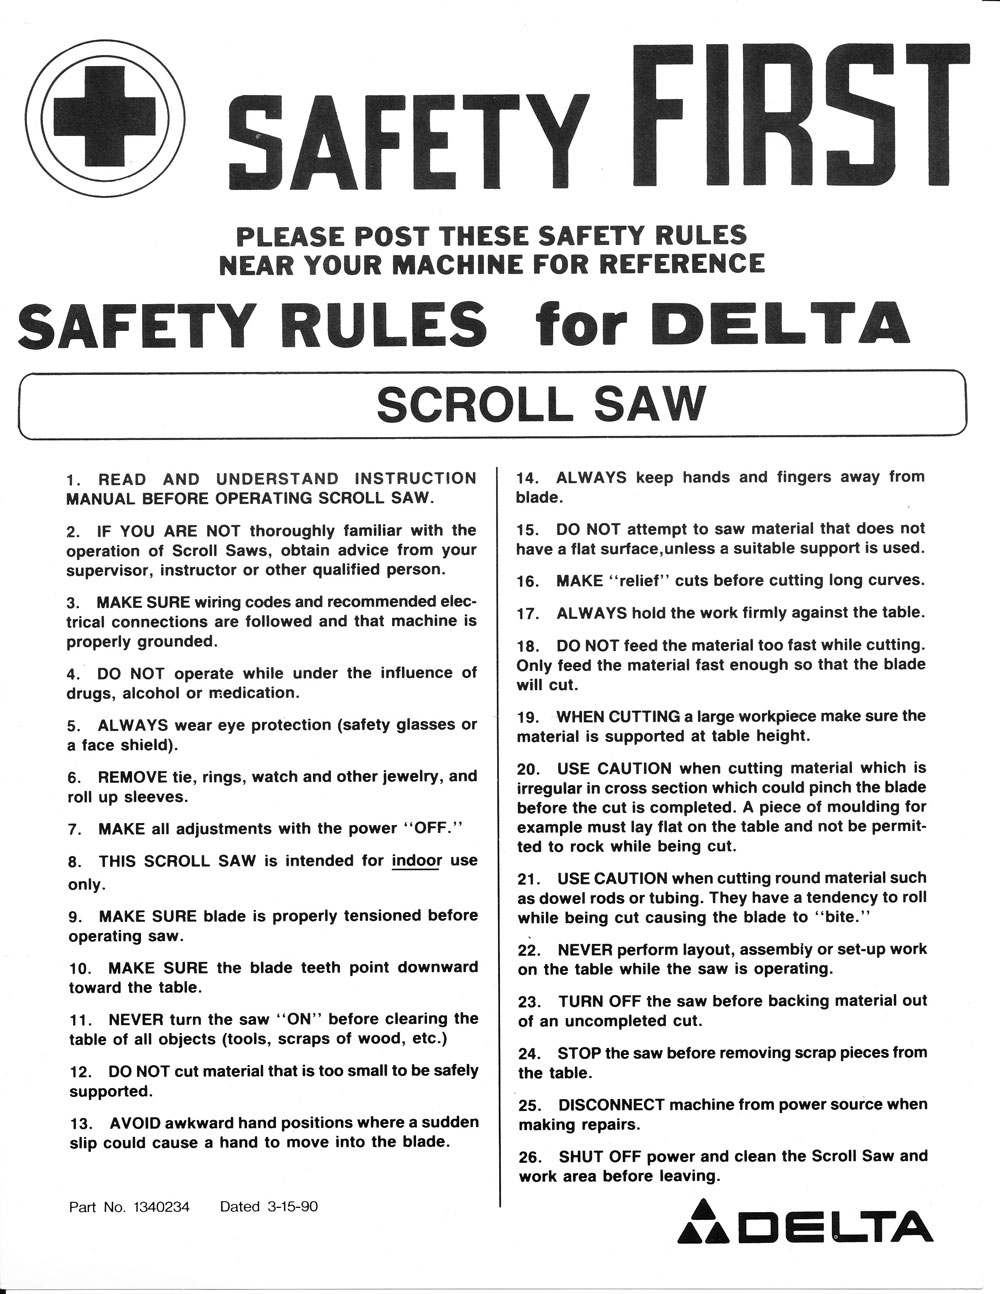 SAFETY FIRST
PLEASE POST THESE SAFETY RULES
NEAR YOUR MACHINE FOR REFERENCE
SAFETY RULES for DELTA
SCROLL SAW
1. READ AND UNDERSTAND INSTRUCTION
MANUAL BEFORE OPERATING SCROLL SAW.
2. IF YOU ARE NOT thoroughly familiar with the
operation of Scroll Saws, obtain advice from your
supervisor, instructor or other qualified person.
3. MAKE SURE wiring codes and recommended elec-
trical connections are followed and that machine is
properly grounded.
4. DO NOT operate while under the influence of
drugs, alcohol or medication.
5. ALWAYS wear eye protection (safety glasses or
a face shield).
6. REMOVE tie, rings, watch and other jewelry, and
roll up sleeves.
7. MAKE all adjustments with the power "OFF."
8. THIS SCROLL SAW is intended for indoor use
only.
9. MAKE SURE blade is properly tensioned before
operating saw.
10. MAKE SURE the blade teeth point downward
toward the table.
11. NEVER turn the saw "ON" before clearing the
table of all objects (tools, scraps of wood, etc.)
12. DO NOT cut material that is too small to be safely
supported.
13. AVOID awkward hand positions where a sudden
slip could cause a hand to move into the blade.
14. ALWAYS keep hands and fingers away from
blade.
15. DO NOT attempt to saw material that does not
have a flat surface,unless a suitable support is used.
16. MAKE "relief" cuts before cutting long curves.
17. ALWAYS hold the work firmly against the table.
18. DO NOT feed the material too fast while cutting.
Only feed the material fast enough so that the blade
will cut.
19. WHEN CUTTING a large workpiece make sure the
material is supported at table height.
20. USE CAUTION when cutting material which is
irregular in cross section which could pinch the blade
before the cut is completed. A piece of moulding for
example must lay flat on the table and not be permit-
ted to rock while being cut.
21. USE CAUTION when cutting round material such
as dowel rods or tubing. They have a tendency to roll
while being cut causing the blade to "bite."
22. NEVER perform layout, assembly or set-up work
on the table while the saw is operating.
23. TURN OFF the saw before backing material out
of an uncompleted cut.
24. STOP the saw before removing scrap pieces from
the table.
25. DISCONNECT machine from power source when
making repairs.
26. SHUT OFF power and clean the Scroll Saw and
work area before leaving.
Part No. 1340234 Dated 3-15-90
DELTA